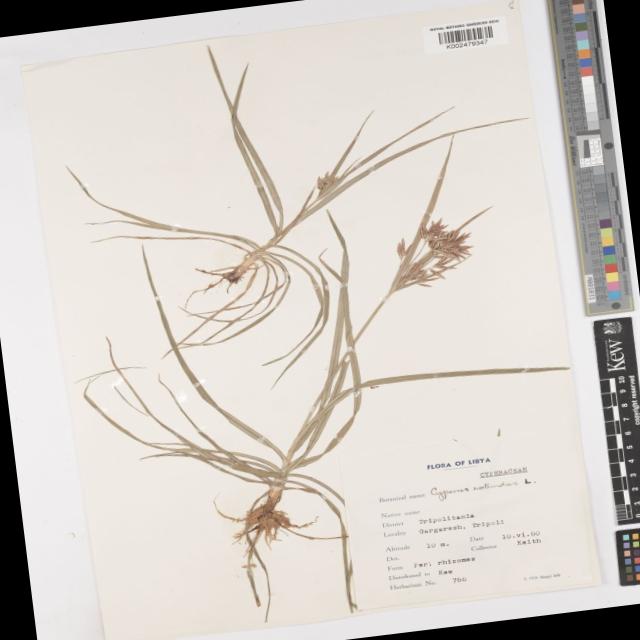 ROYAL BOTANIC GARDENS KEW
K002479347
FLORA OF LIBYA
CYPERACEAE
Botanical name Cyperus rotundus L.
Native name
District Tripolitania
Locality Gargaresh, Tripoli
Altitude 10 m. Date 10.vi.60
Des. Collector Keith
Form Per. rhizomes
Distributed to Kew
Herbarium No. 766
Kew
copyright reserved